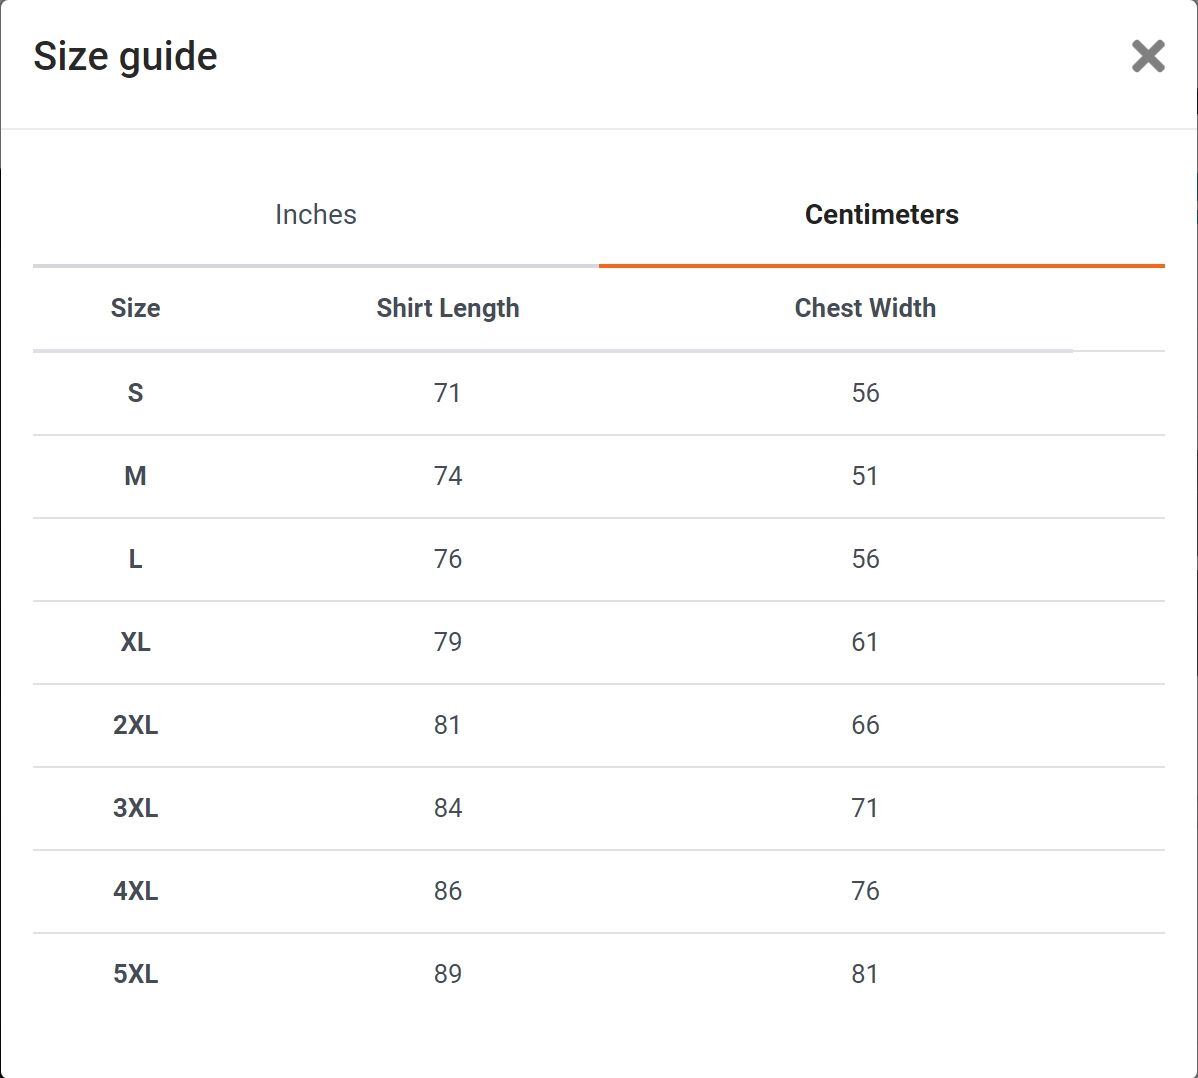 Size guide
Inches Centimeters
Size Shirt Length Chest Width
S 71 56
M 74 51
L 76 56
XL 79 61
2XL 81 66
3XL 84 71
4XL 86 76
5XL 89 81